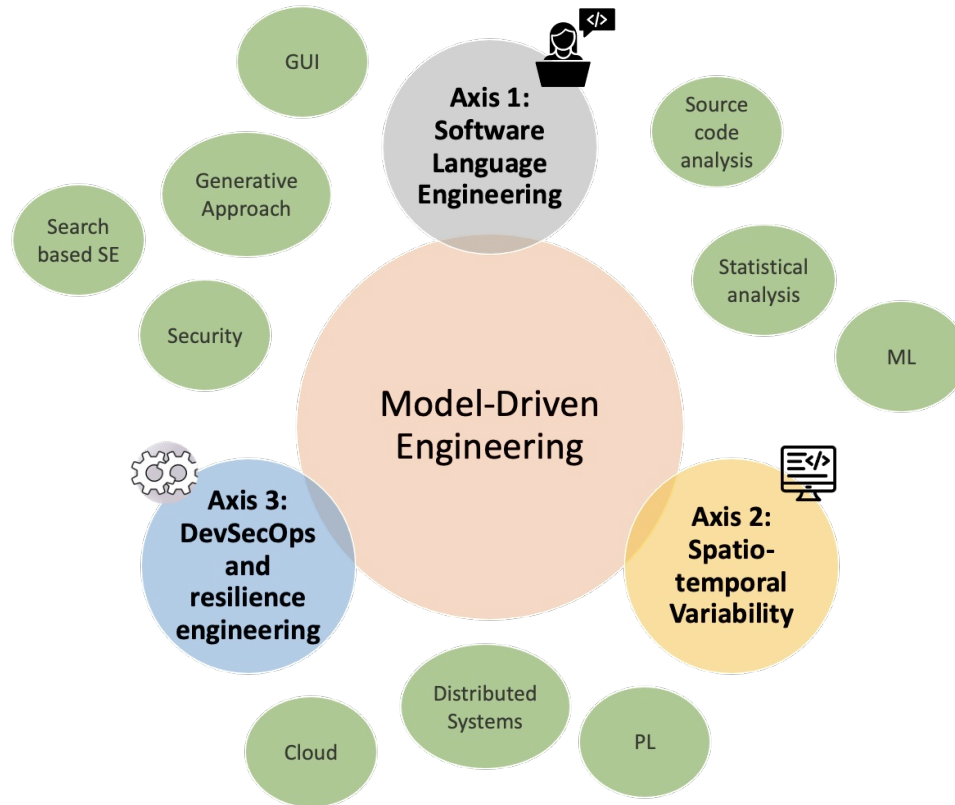 GUI
</>
Axis 1:
Software
Language
Engineering
Source
code
analysis
Generative
Approach
Search
based SE
Statistical
analysis
Security
ML
Model-Driven
Engineering
</>
Axis 3:
DevSecOps
and
resilience
engineering
Axis 2:
Spatio-
temporal
Variability
Distributed
Systems
Cloud
PL